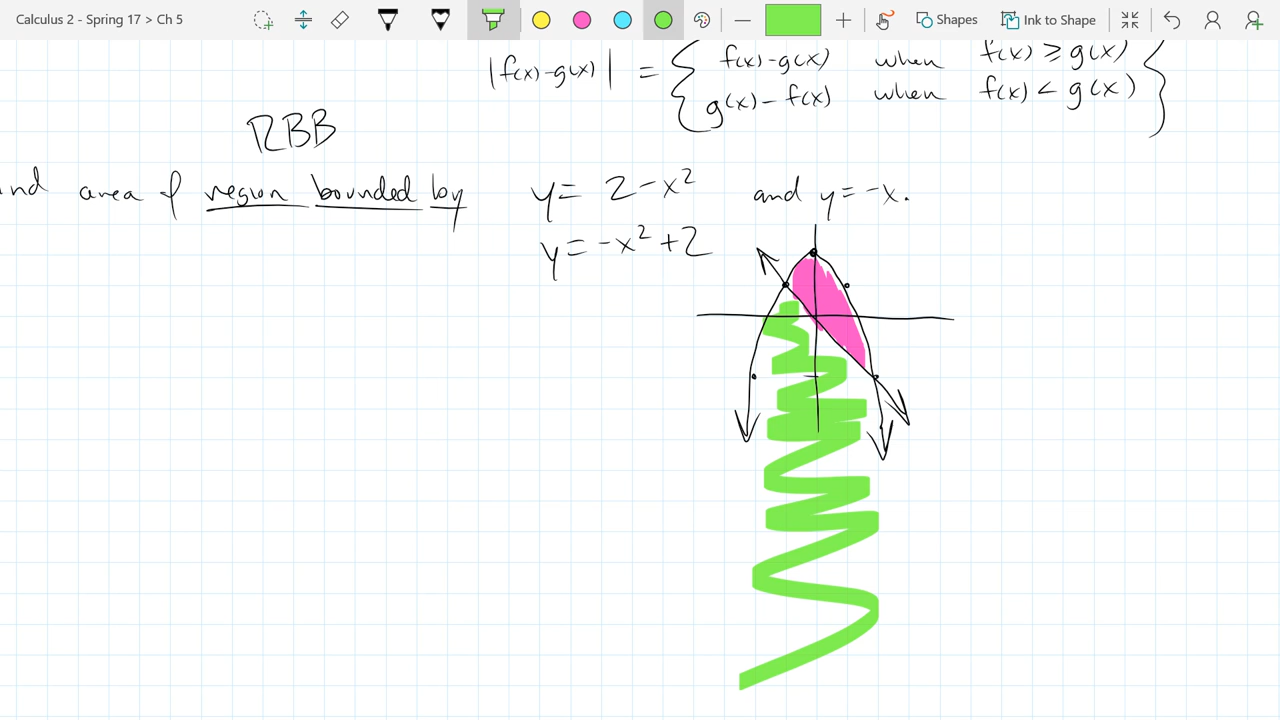 Calculus 2 - Spring 17 > Ch 5
Shapes
Ink to Shape
|f(x)-g(x)| = { f(x)-g(x) when f(x) ≥ g(x)
g(x) - f(x) when f(x) < g(x) }
RBB
nd area of region bounded by y = 2-x² and y = -x.
y = -x² + 2